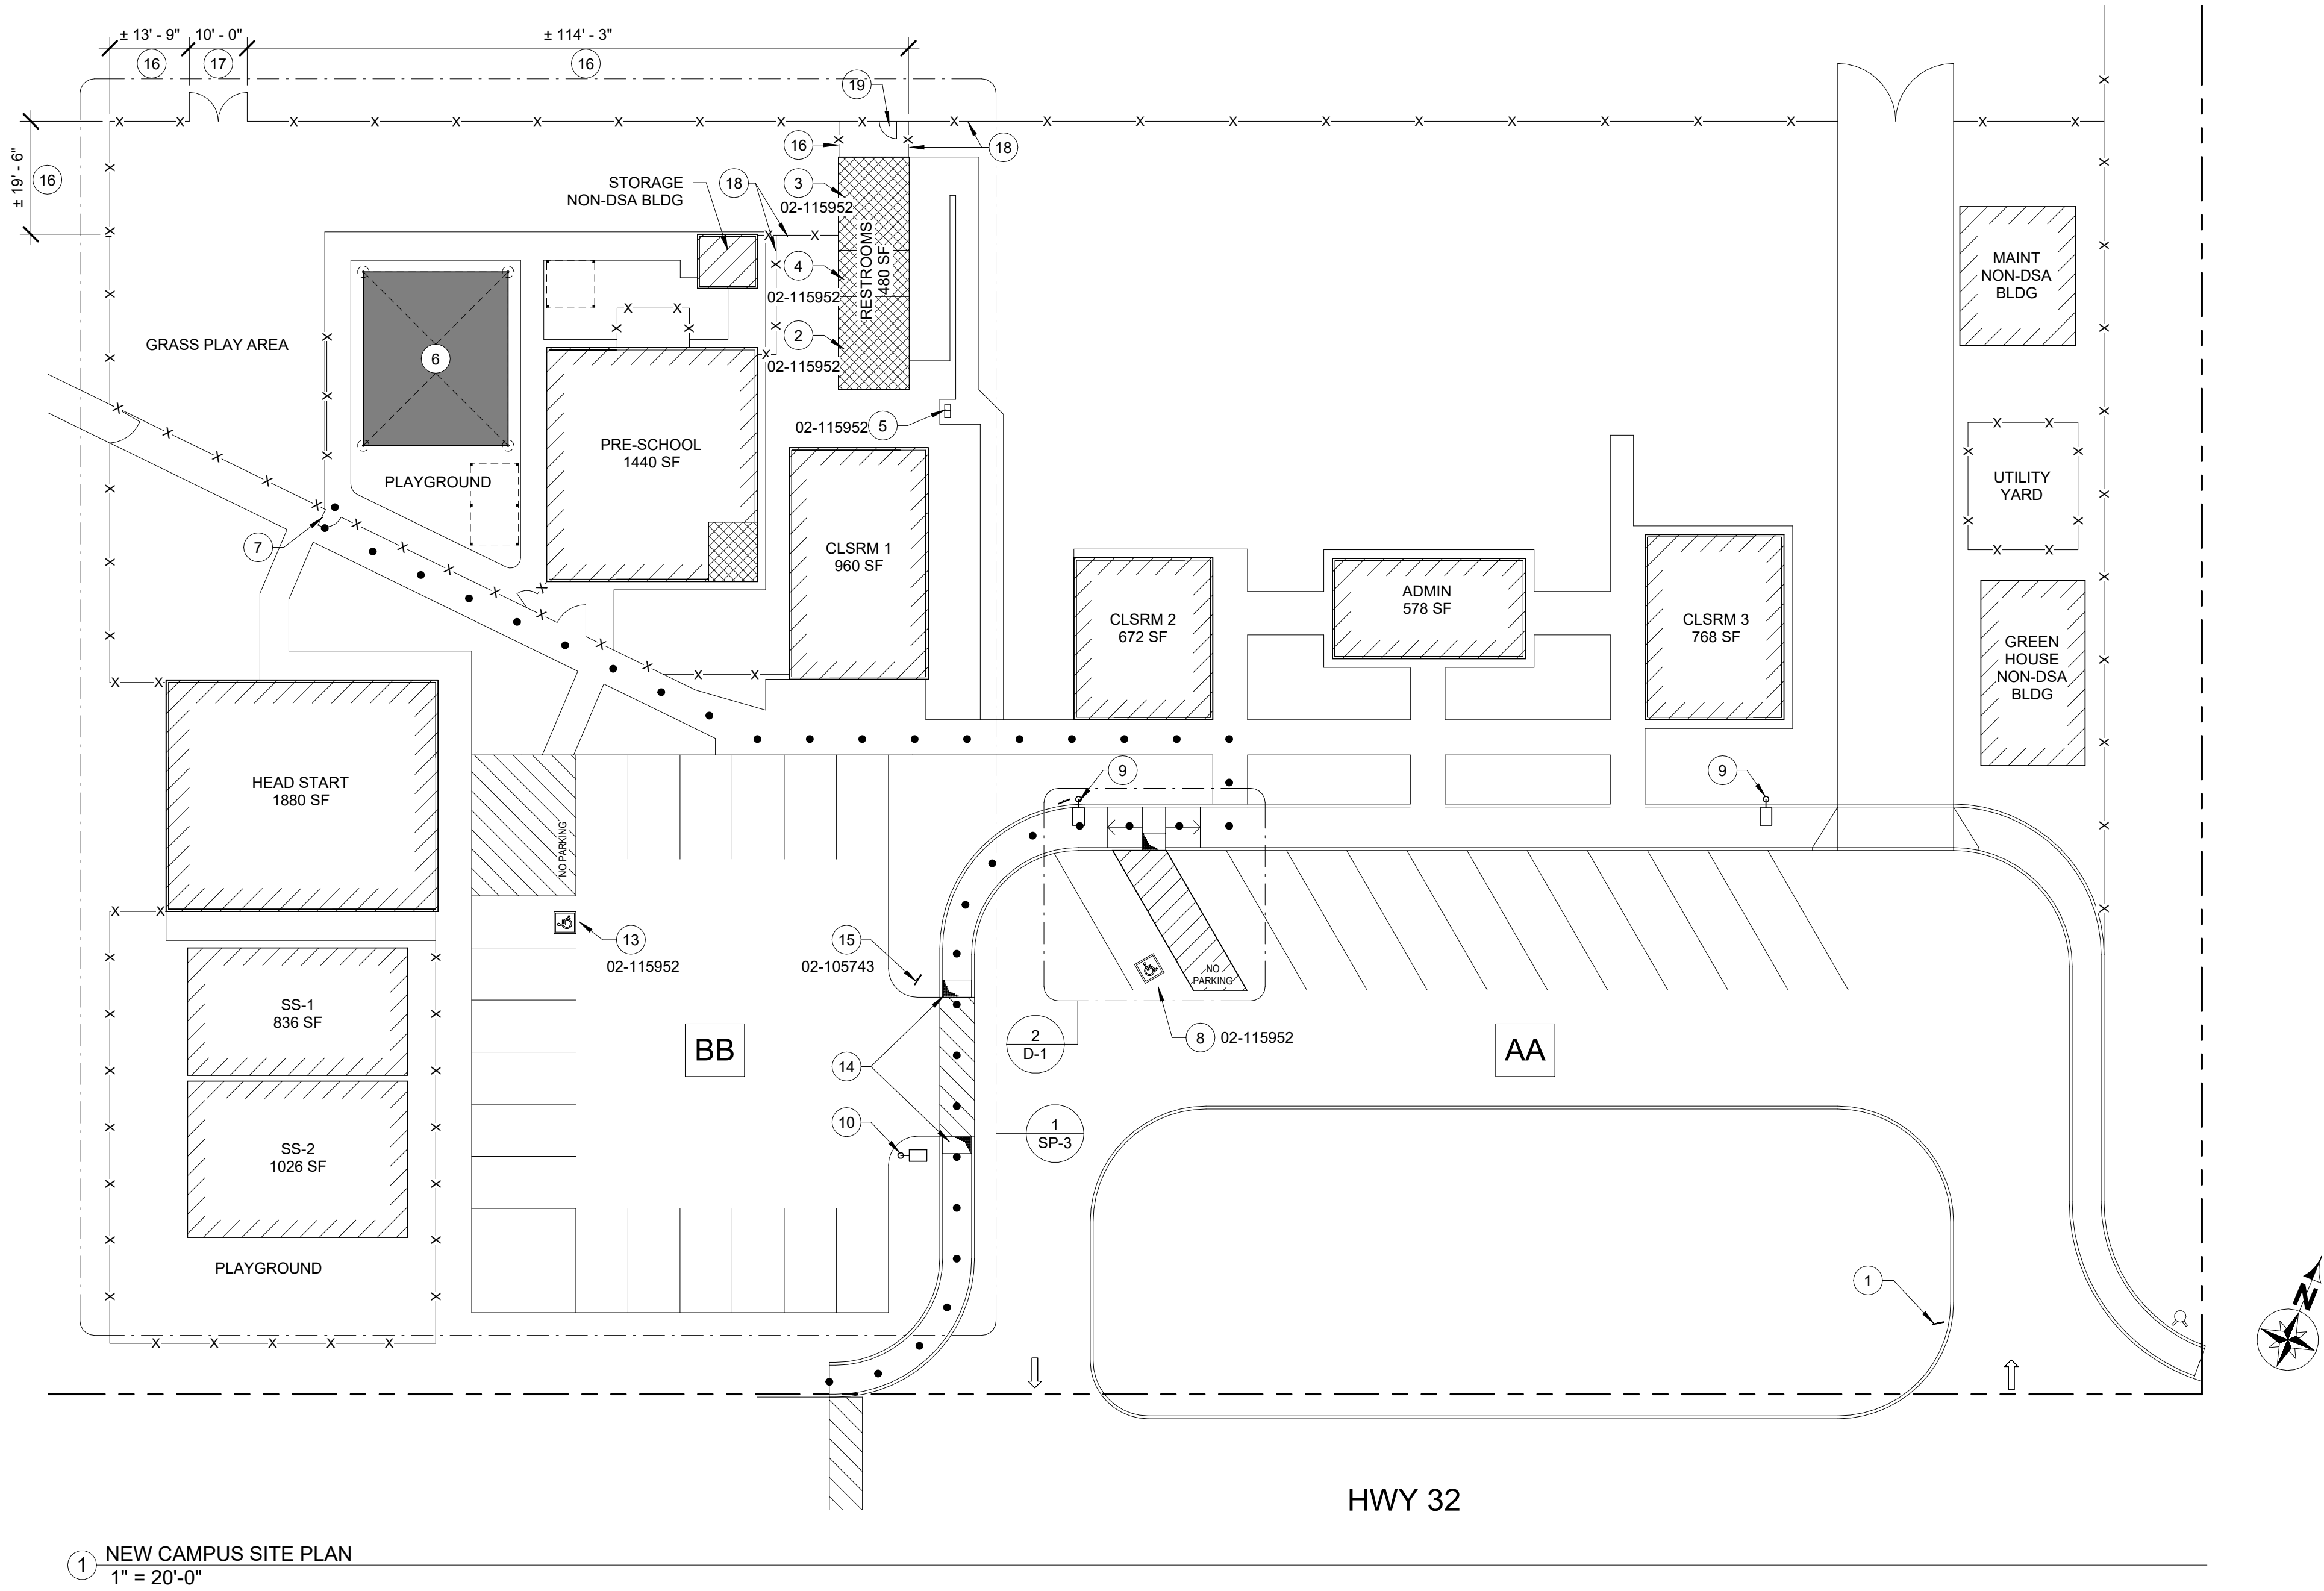 ± 13' - 9"
10' - 0"
± 114' - 3"
16
17
16
19
± 19' - 6"
16
16
18
STORAGE
NON-DSA BLDG
18
3
02-115952
RESTROOMS
480 SF
4
02-115952
2
02-115952
MAINT
NON-DSA
BLDG
GRASS PLAY AREA
6
5
02-115952
PRE-SCHOOL
1440 SF
PLAYGROUND
UTILITY
YARD
7
CLSRM 1
960 SF
CLSRM 2
672 SF
ADMIN
578 SF
CLSRM 3
768 SF
GREEN
HOUSE
NON-DSA
BLDG
HEAD START
1880 SF
NO PARKING
9
9
13
02-115952
15
02-105743
NO
PARKING
SS-1
836 SF
BB
14
2
D-1
8
02-115952
AA
10
1
SP-3
SS-2
1026 SF
PLAYGROUND
1
N
HWY 32
1
NEW CAMPUS SITE PLAN
1" = 20'-0"